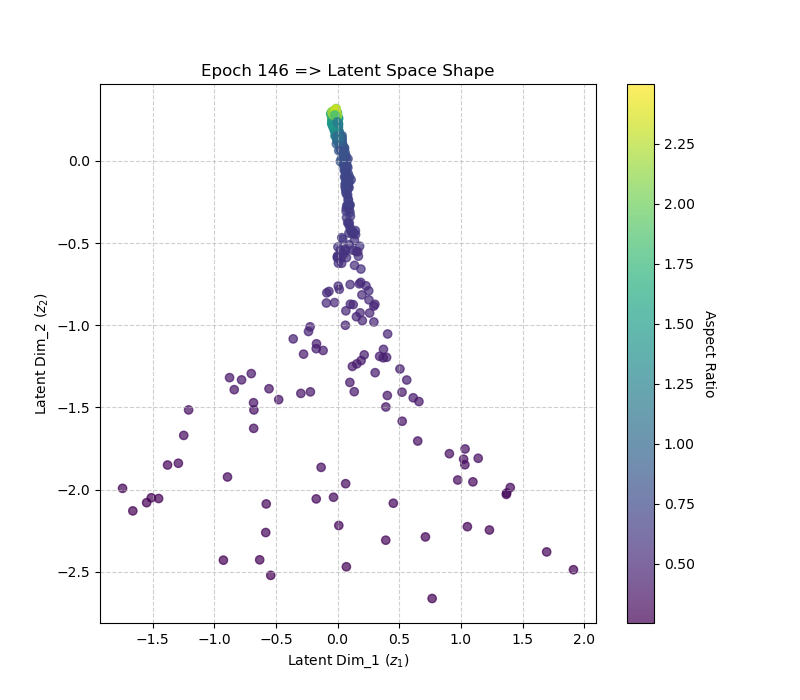 Epoch 146 => Latent Space Shape
0.0
−0.5
−1.0
−1.5
−2.0
−2.5
Latent Dim_2 (z₂)
−1.5 −1.0 −0.5 0.0 0.5 1.0 1.5 2.0
Latent Dim_1 (z₁)
2.25
2.00
1.75
1.50
1.25
1.00
0.75
0.50
Aspect Ratio